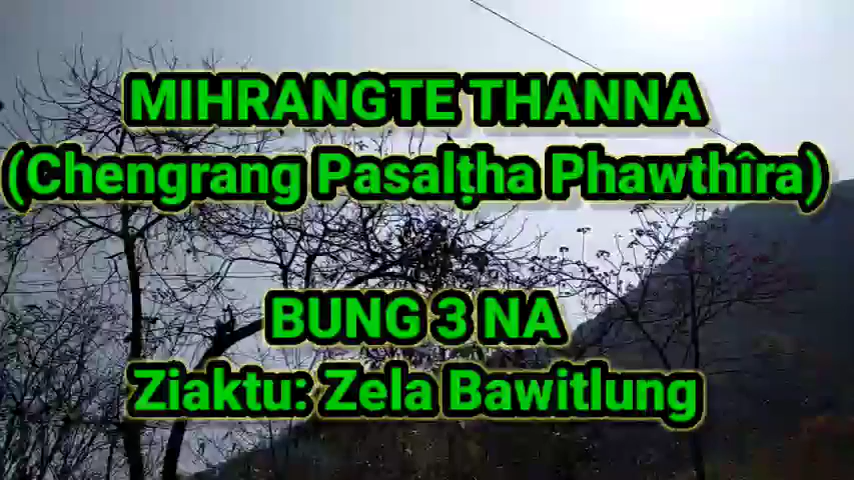 MIHRANGTE THANNA
(Chengrang Pasalṭha Phawthîra)
BUNG 3 NA
Ziaktu: Zela Bawitlung